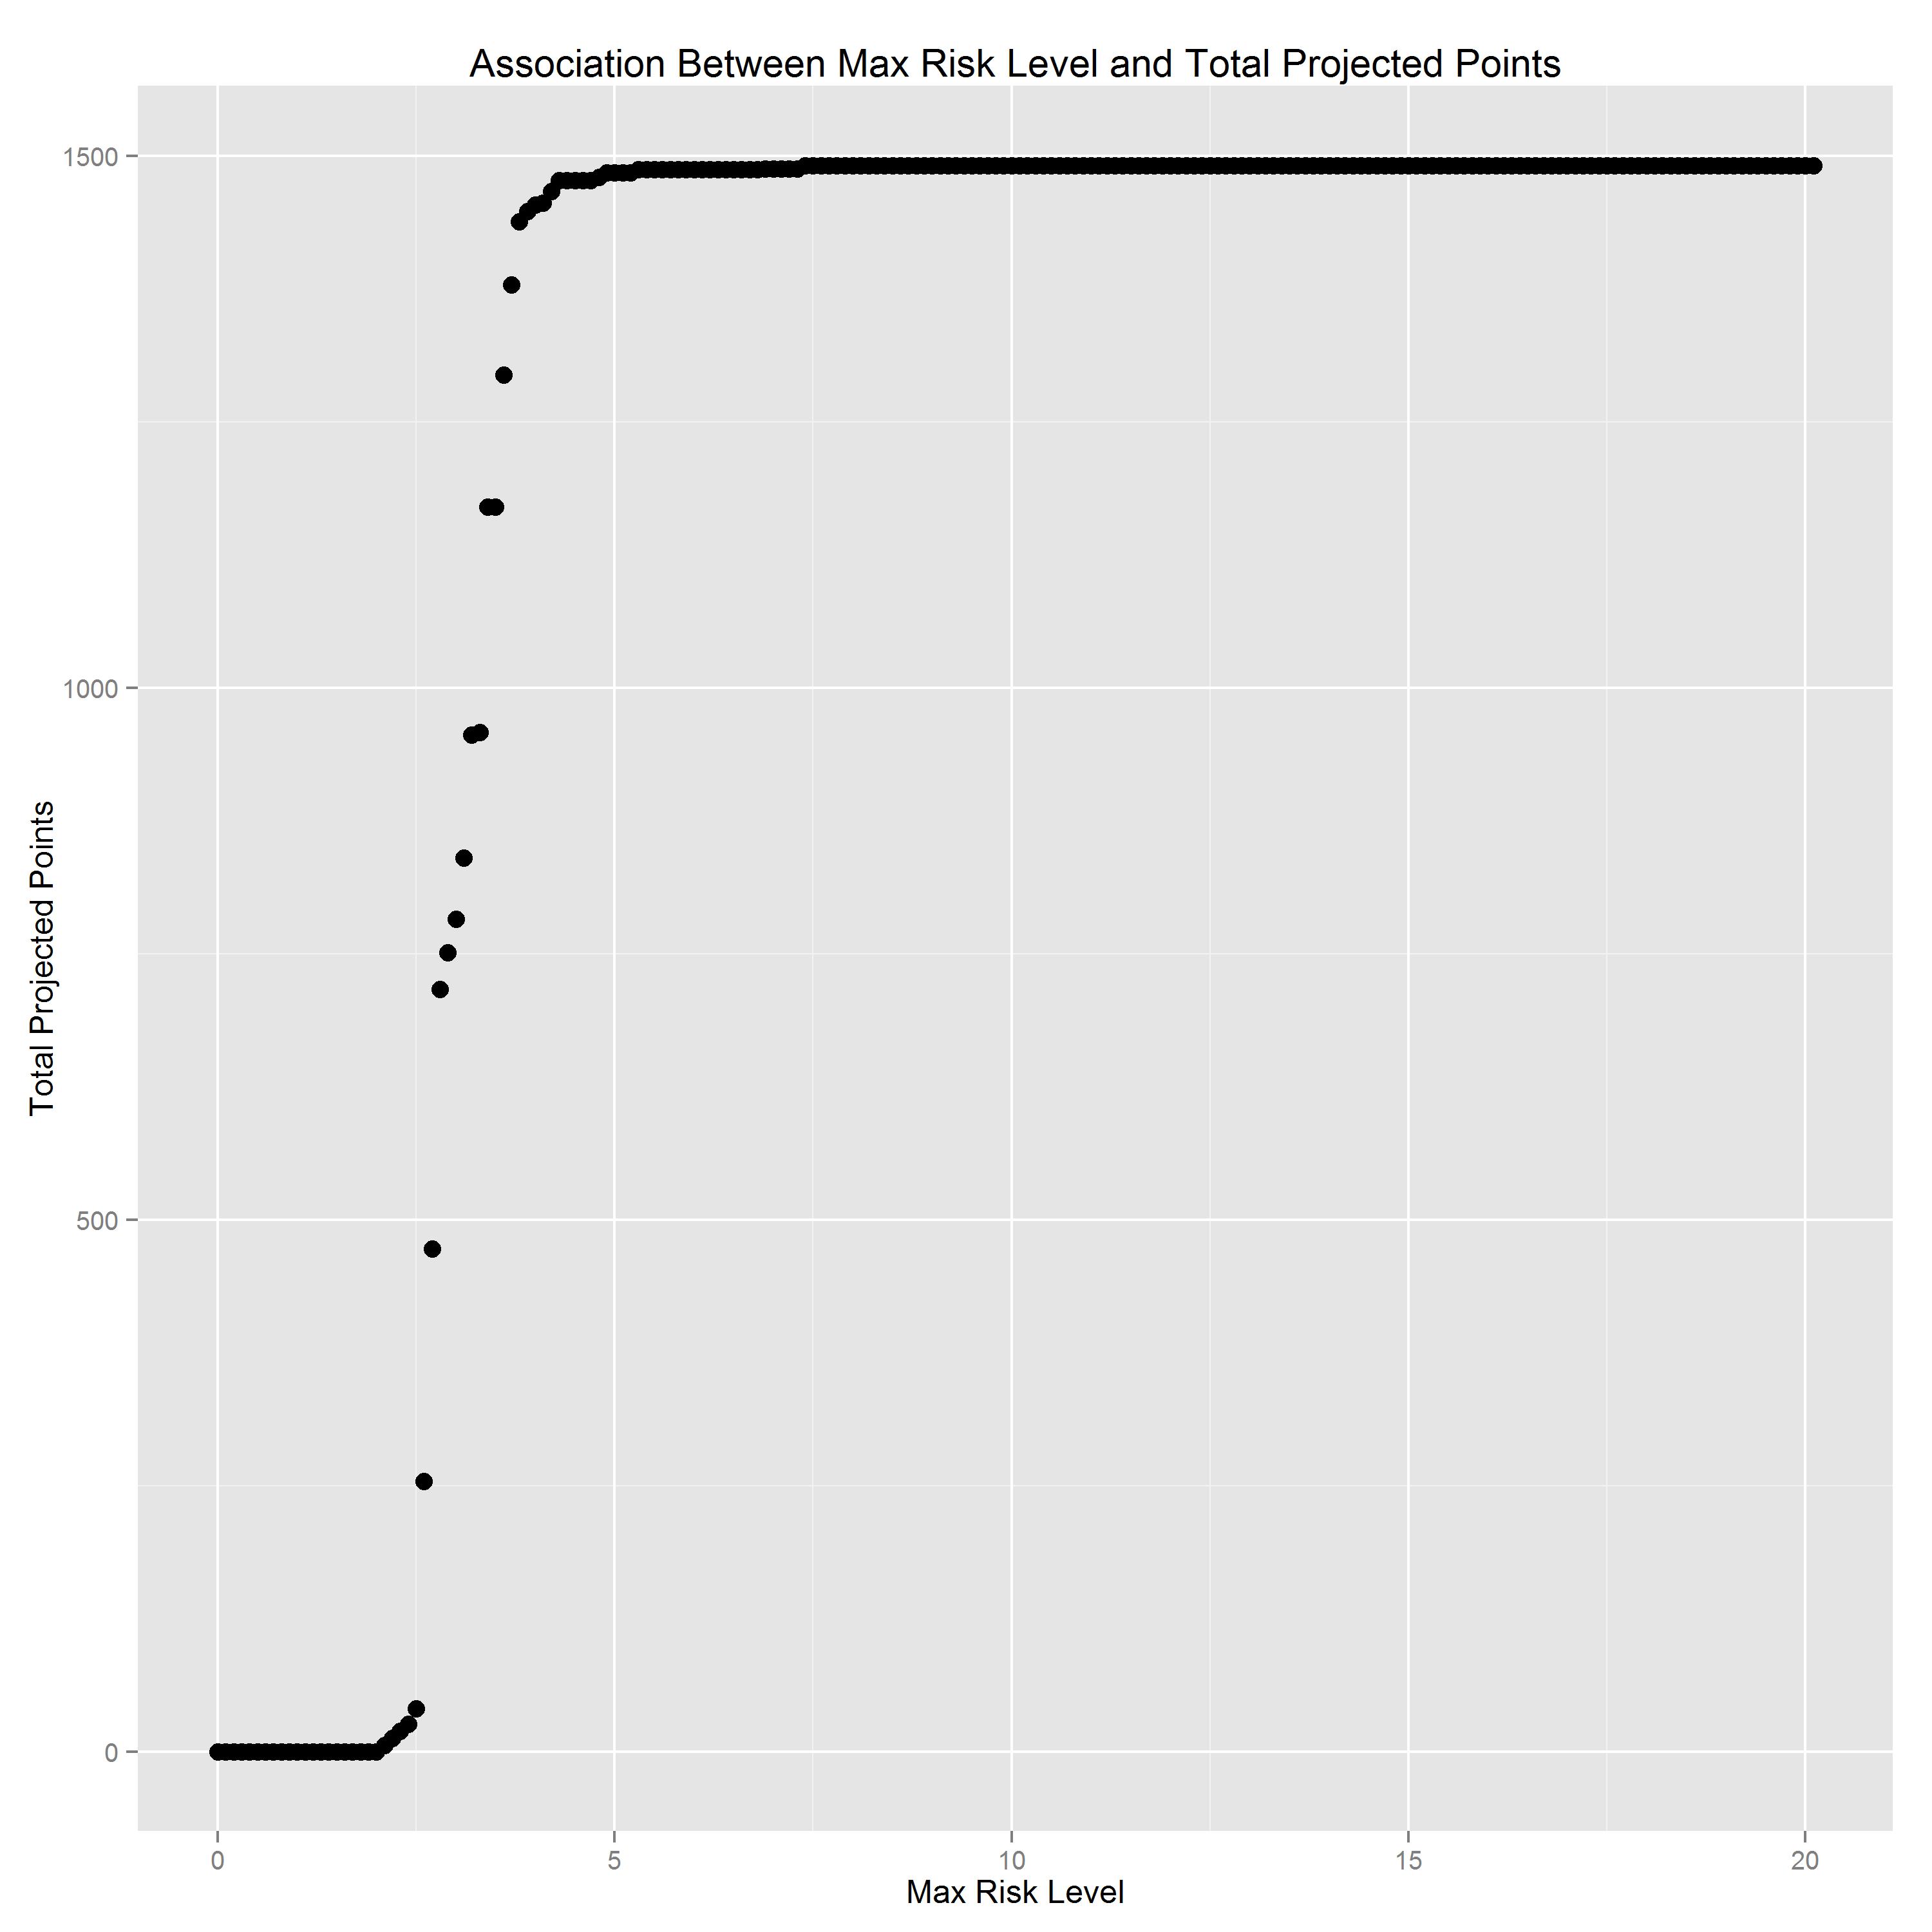 Association Between Max Risk Level and Total Projected Points
Total Projected Points
1500
1000
500
0
0 5 10 15 20
Max Risk Level